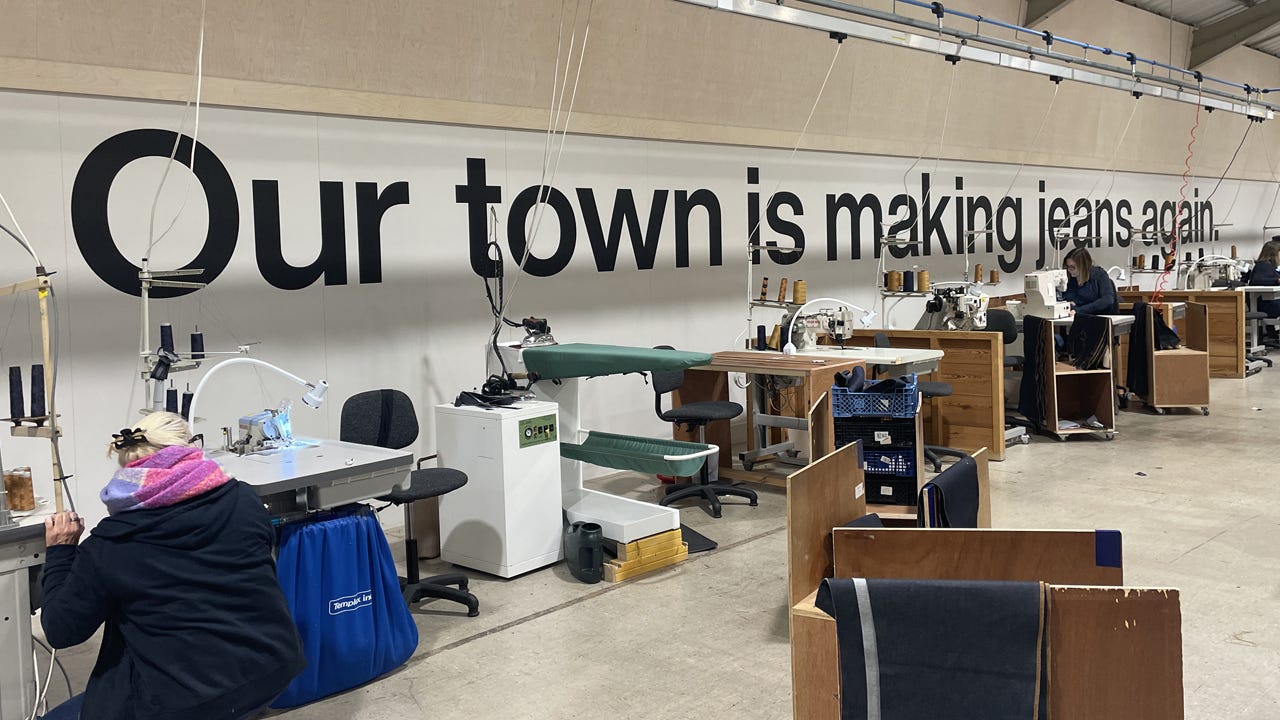 Our town is making jeans again.